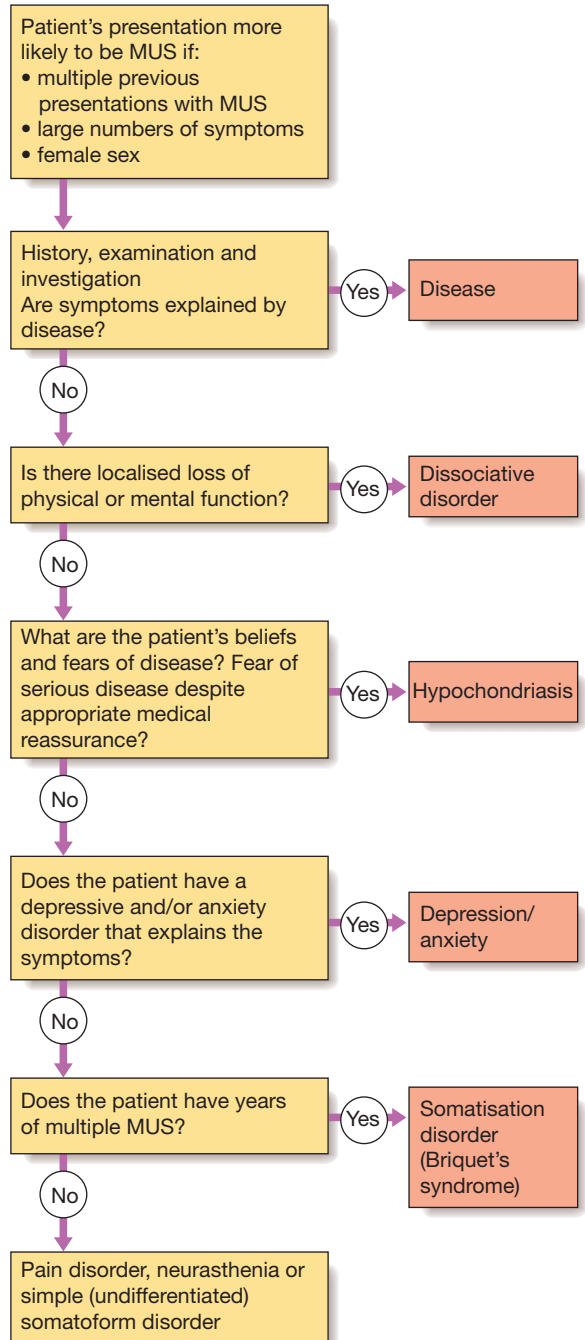 Patient’s presentation more
likely to be MUS if:
• multiple previous
presentations with MUS
• large numbers of symptoms
• female sex
History, examination and
investigation
Are symptoms explained by
disease?
Yes
Disease
No
Is there localised loss of
physical or mental function?
Yes
Dissociative
disorder
No
What are the patient’s beliefs
and fears of disease? Fear of
serious disease despite
appropriate medical
reassurance?
Yes
Hypochondriasis
No
Does the patient have a
depressive and/or anxiety
disorder that explains the
symptoms?
Yes
Depression/
anxiety
No
Does the patient have years
of multiple MUS?
Yes
Somatisation
disorder
(Briquet’s
syndrome)
No
Pain disorder, neurasthenia or
simple (undifferentiated)
somatoform disorder